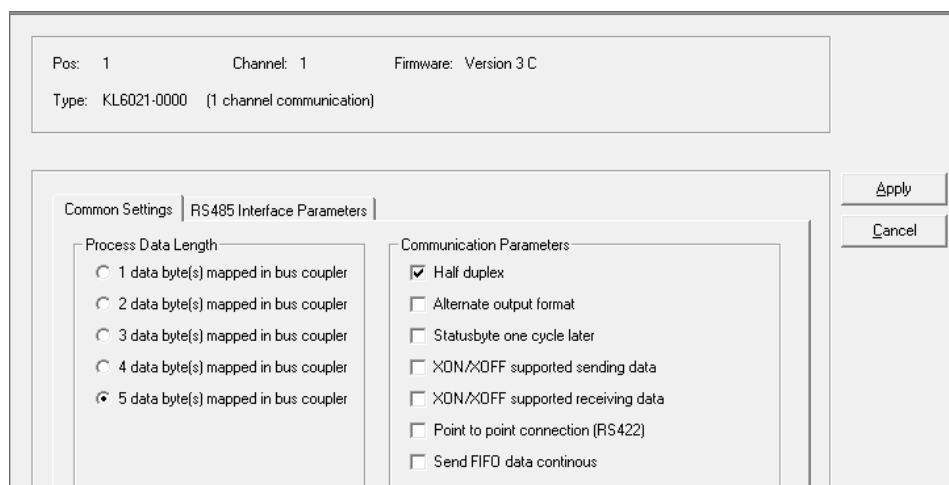 Pos: 1 Channel: 1 Firmware: Version 3 C
Type: KL6021-0000 (1 channel communication)
Apply
Cancel
Common Settings RS485 Interface Parameters
Process Data Length
1 data byte(s) mapped in bus coupler
2 data byte(s) mapped in bus coupler
3 data byte(s) mapped in bus coupler
4 data byte(s) mapped in bus coupler
5 data byte(s) mapped in bus coupler
Communication Parameters
Half duplex
Alternate output format
Statusbyte one cycle later
XON/XOFF supported sending data
XON/XOFF supported receiving data
Point to point connection (RS422)
Send FIFO data continous